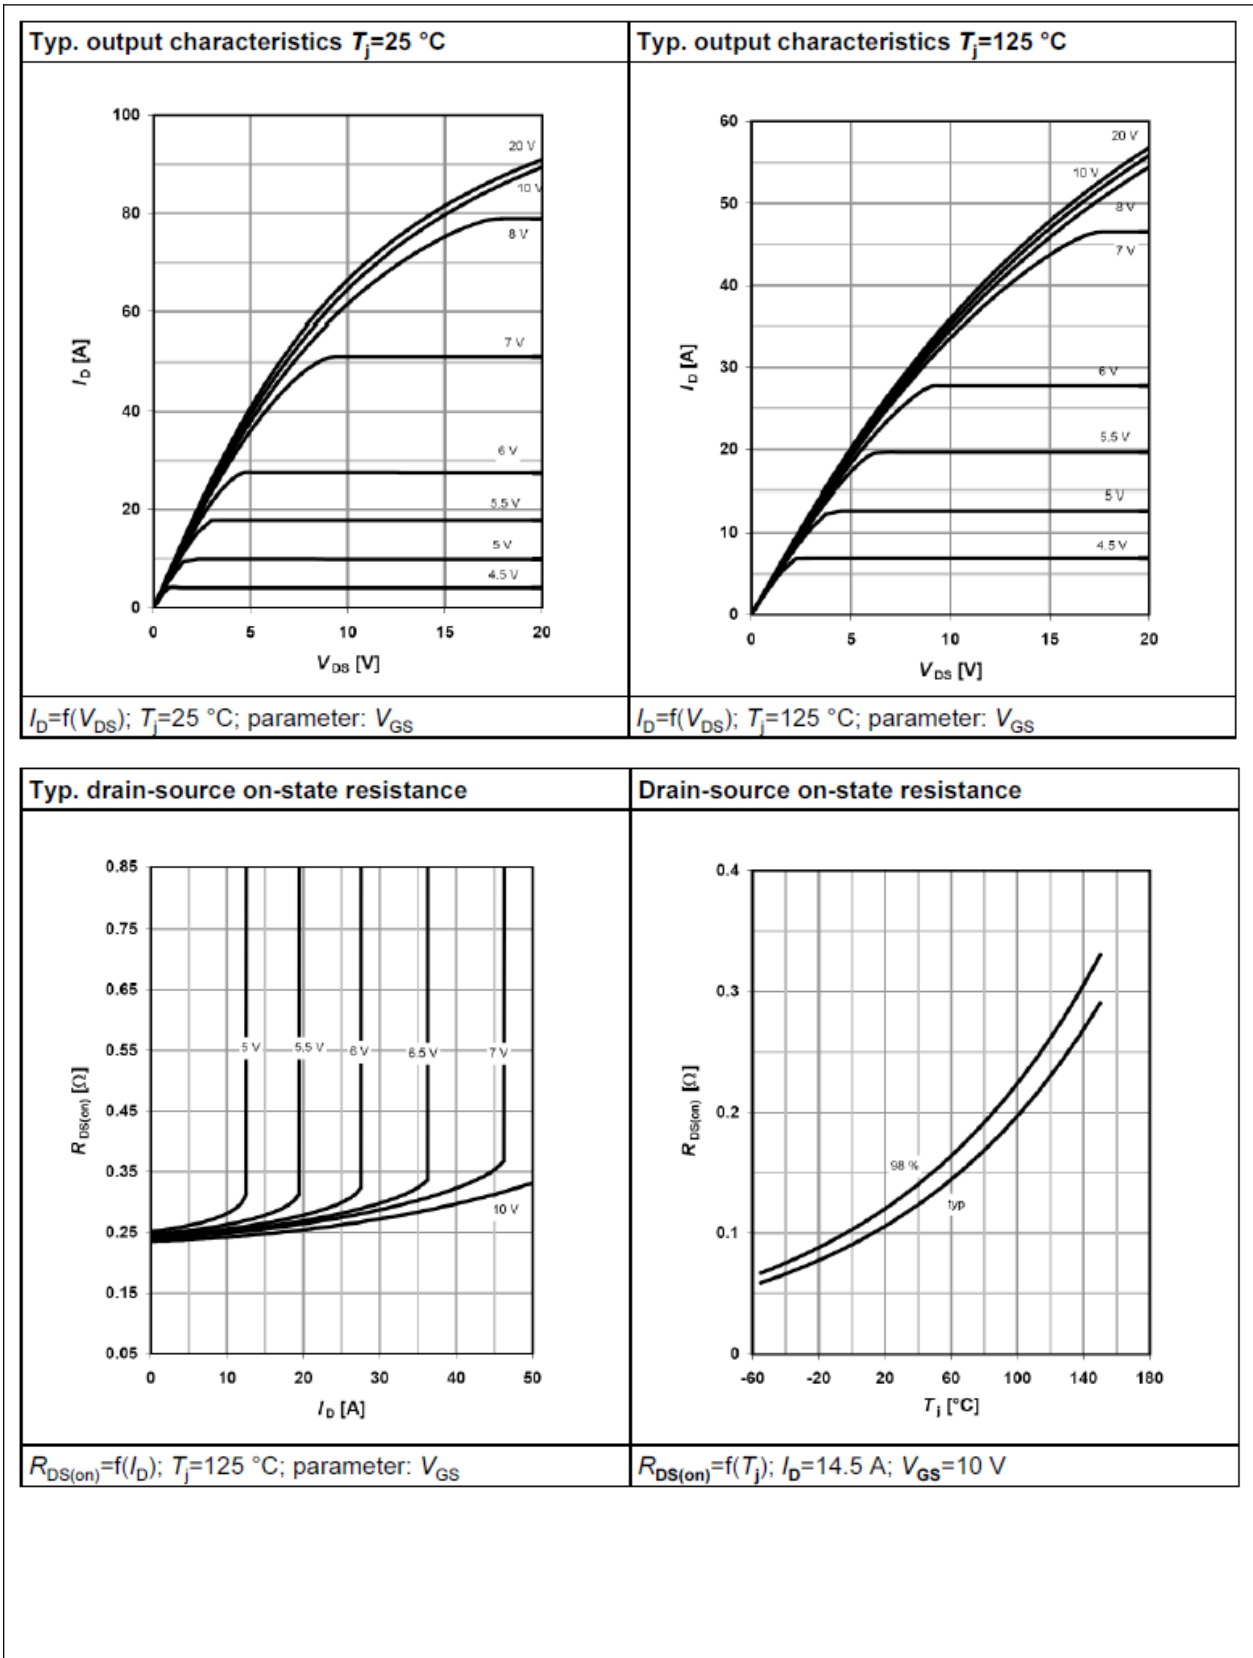 Typ. output characteristics Tj=25 °C
100
80
60
40
20
0
0 5 10 15 20
ID [A]
VDS [V]
20 V
10 V
8 V
7 V
6 V
5.5 V
5 V
4.5 V
ID=f(VDS); Tj=25 °C; parameter: VGS
Typ. output characteristics Tj=125 °C
60
50
40
30
20
10
0
0 5 10 15 20
ID [A]
VDS [V]
20 V
10 V
8 V
7 V
6 V
5.5 V
5 V
4.5 V
ID=f(VDS); Tj=125 °C; parameter: VGS
Typ. drain-source on-state resistance
0.85
0.75
0.65
0.55
0.45
0.35
0.25
0.15
0.05
0 10 20 30 40 50
RDS(on) [Ω]
ID [A]
5 V 5.5 V 6 V 6.5 V 7 V
10 V
RDS(on)=f(ID); Tj=125 °C; parameter: VGS
Drain-source on-state resistance
0.4
0.3
0.2
0.1
0
-60 -20 20 60 100 140 180
RDS(on) [Ω]
Tj [°C]
98 %
typ
RDS(on)=f(Tj); ID=14.5 A; VGS=10 V